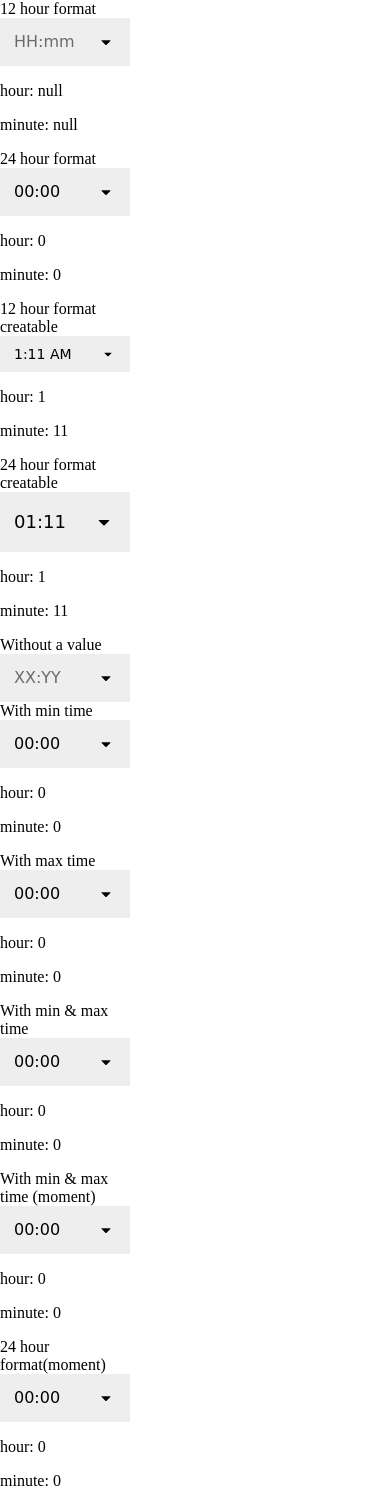 12 hour format
HH:mm
hour: null
minute: null
24 hour format
00:00
hour: 0
minute: 0
12 hour format
creatable
1:11 AM
hour: 1
minute: 11
24 hour format
creatable
01:11
hour: 1
minute: 11
Without a value
XX:YY
With min time
00:00
hour: 0
minute: 0
With max time
00:00
hour: 0
minute: 0
With min & max
time
00:00
hour: 0
minute: 0
With min & max
time (moment)
00:00
hour: 0
minute: 0
24 hour
format(moment)
00:00
hour: 0
minute: 0